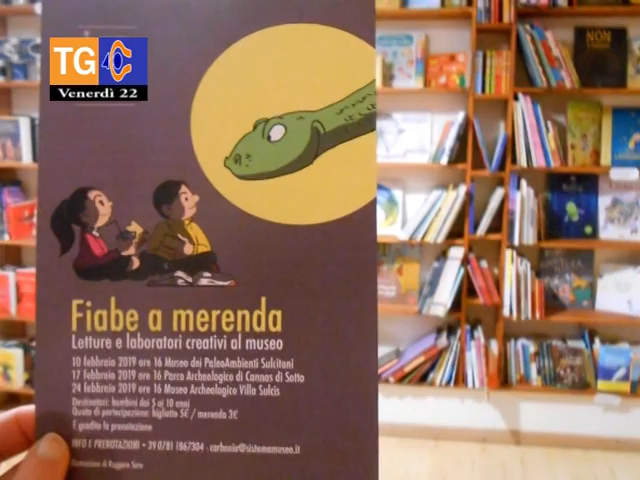 TG
4C
Venerdì 22
NON
Fiabe a merenda
Letture e laboratori creativi al museo
10 febbraio 2019 ore 16 Museo dei PaleoAmbienti Sulcitani
17 febbraio 2019 ore 16 Parco Archeologico di Cannas di Sotto
24 febbraio 2019 ore 16 Museo Archeologico Villa Sulcis
Destinatari: bambini dai 5 ai 10 anni
Quota di partecipazione: biglietto 5€ / merenda 3€
È gradita la prenotazione
INFO E PRENOTAZIONI + 39 0781 1867304 - carbonia@sistemamuseo.it